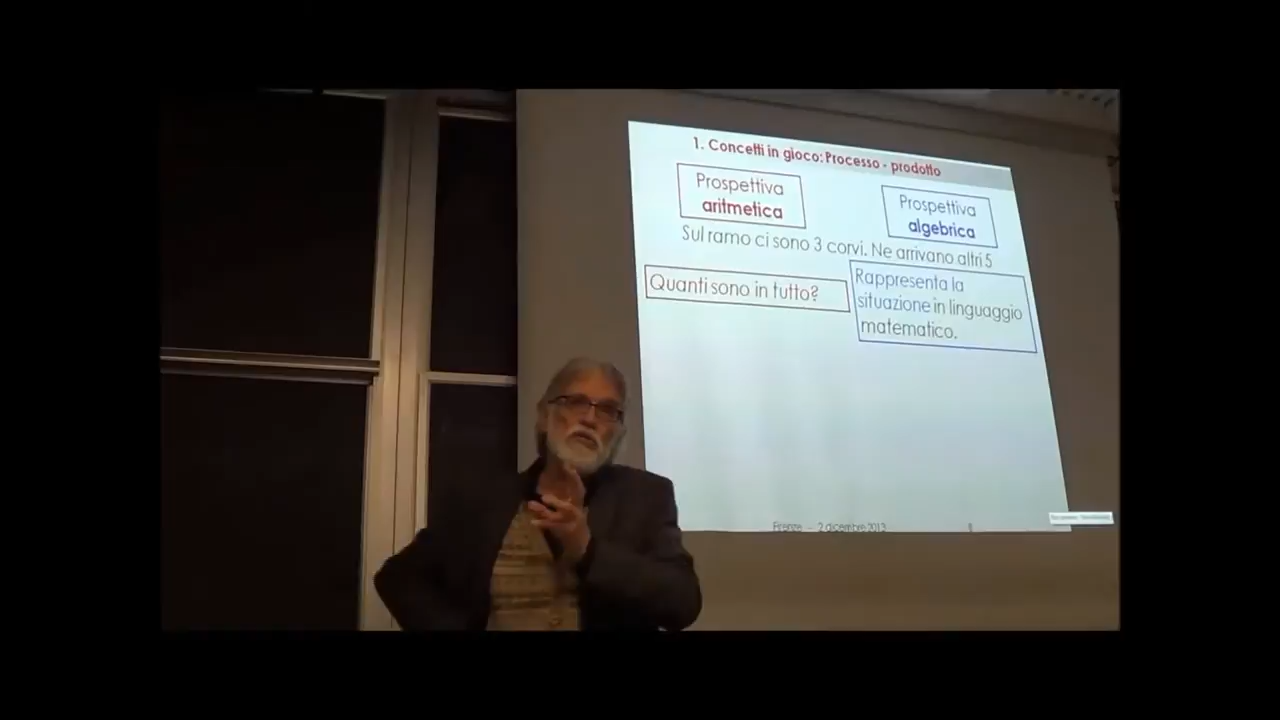 1. Concetti in gioco: Processo - prodotto
Prospettiva
aritmetica
Prospettiva
algebrica
Sul ramo ci sono 3 corvi. Ne arrivano altri 5
Quanti sono in tutto?
Rappresenta la
situazione in linguaggio
matematico.
Firenze - 2 dicembre 2013